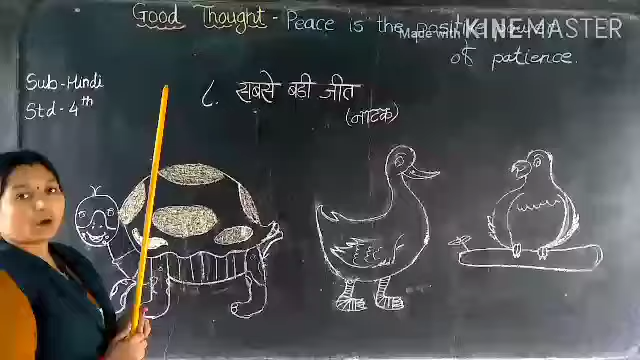 Good Thought - Peace is the positive
of patience.
Made with KINEMASTER
Sub-Hindi
Std-4th
८. सबसे बडी जीत
(नाटक)